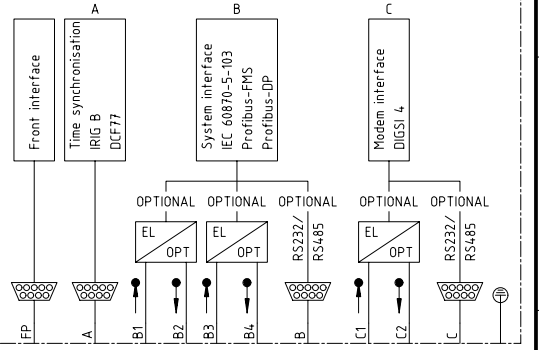 A
B
C
Front interface
Time synchronisation
IRIG B
DCF77
System interface
IEC 60870-5-103
Profibus-FMS
Profibus-DP
Modem interface
DIGSI 4
OPTIONAL
OPTIONAL
OPTIONAL
OPTIONAL
OPTIONAL
EL
OPT
EL
OPT
RS232/
RS485
EL
OPT
RS232/
RS485
FP
A
B1
B2
B3
B4
B
C1
C2
C